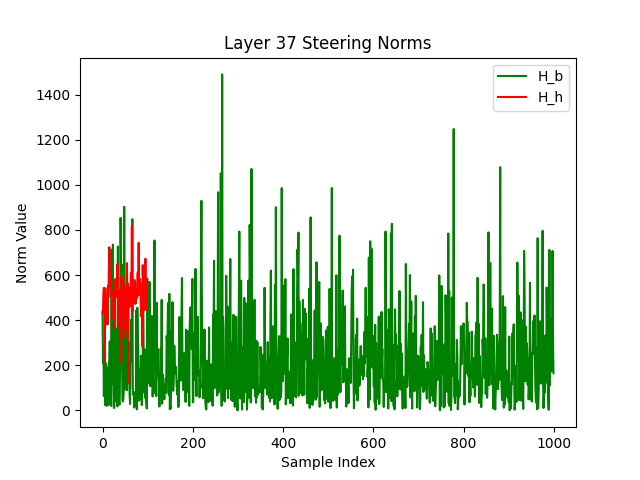 Layer 37 Steering Norms
H_b
H_h
Norm Value
1400
1200
1000
800
600
400
200
0
0 200 400 600 800 1000
Sample Index